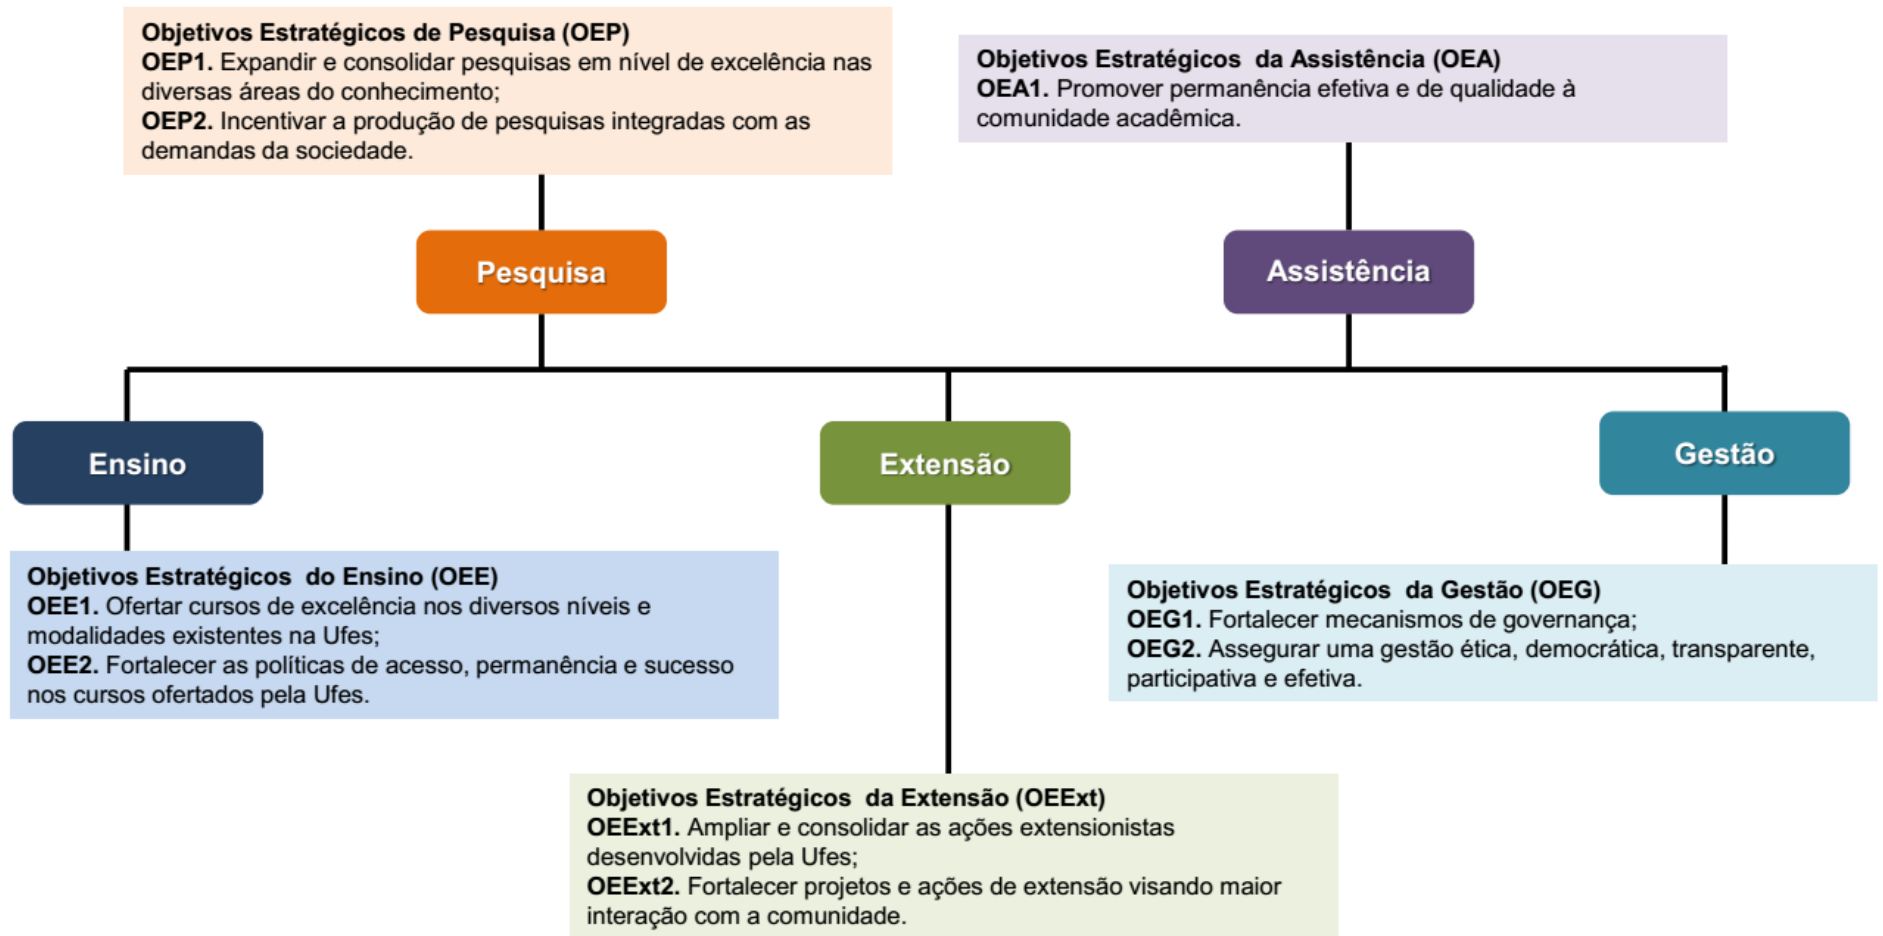 Objetivos Estratégicos de Pesquisa (OEP)
OEP1. Expandir e consolidar pesquisas em nível de excelência nas
diversas áreas do conhecimento;
OEP2. Incentivar a produção de pesquisas integradas com as
demandas da sociedade.
Objetivos Estratégicos da Assistência (OEA)
OEA1. Promover permanência efetiva e de qualidade à
comunidade acadêmica.
Pesquisa
Assistência
Ensino
Extensão
Gestão
Objetivos Estratégicos do Ensino (OEE)
OEE1. Ofertar cursos de excelência nos diversos níveis e
modalidades existentes na Ufes;
OEE2. Fortalecer as políticas de acesso, permanência e sucesso
nos cursos ofertados pela Ufes.
Objetivos Estratégicos da Gestão (OEG)
OEG1. Fortalecer mecanismos de governança;
OEG2. Assegurar uma gestão ética, democrática, transparente,
participativa e efetiva.
Objetivos Estratégicos da Extensão (OEExt)
OEExt1. Ampliar e consolidar as ações extensionistas
desenvolvidas pela Ufes;
OEExt2. Fortalecer projetos e ações de extensão visando maior
interação com a comunidade.